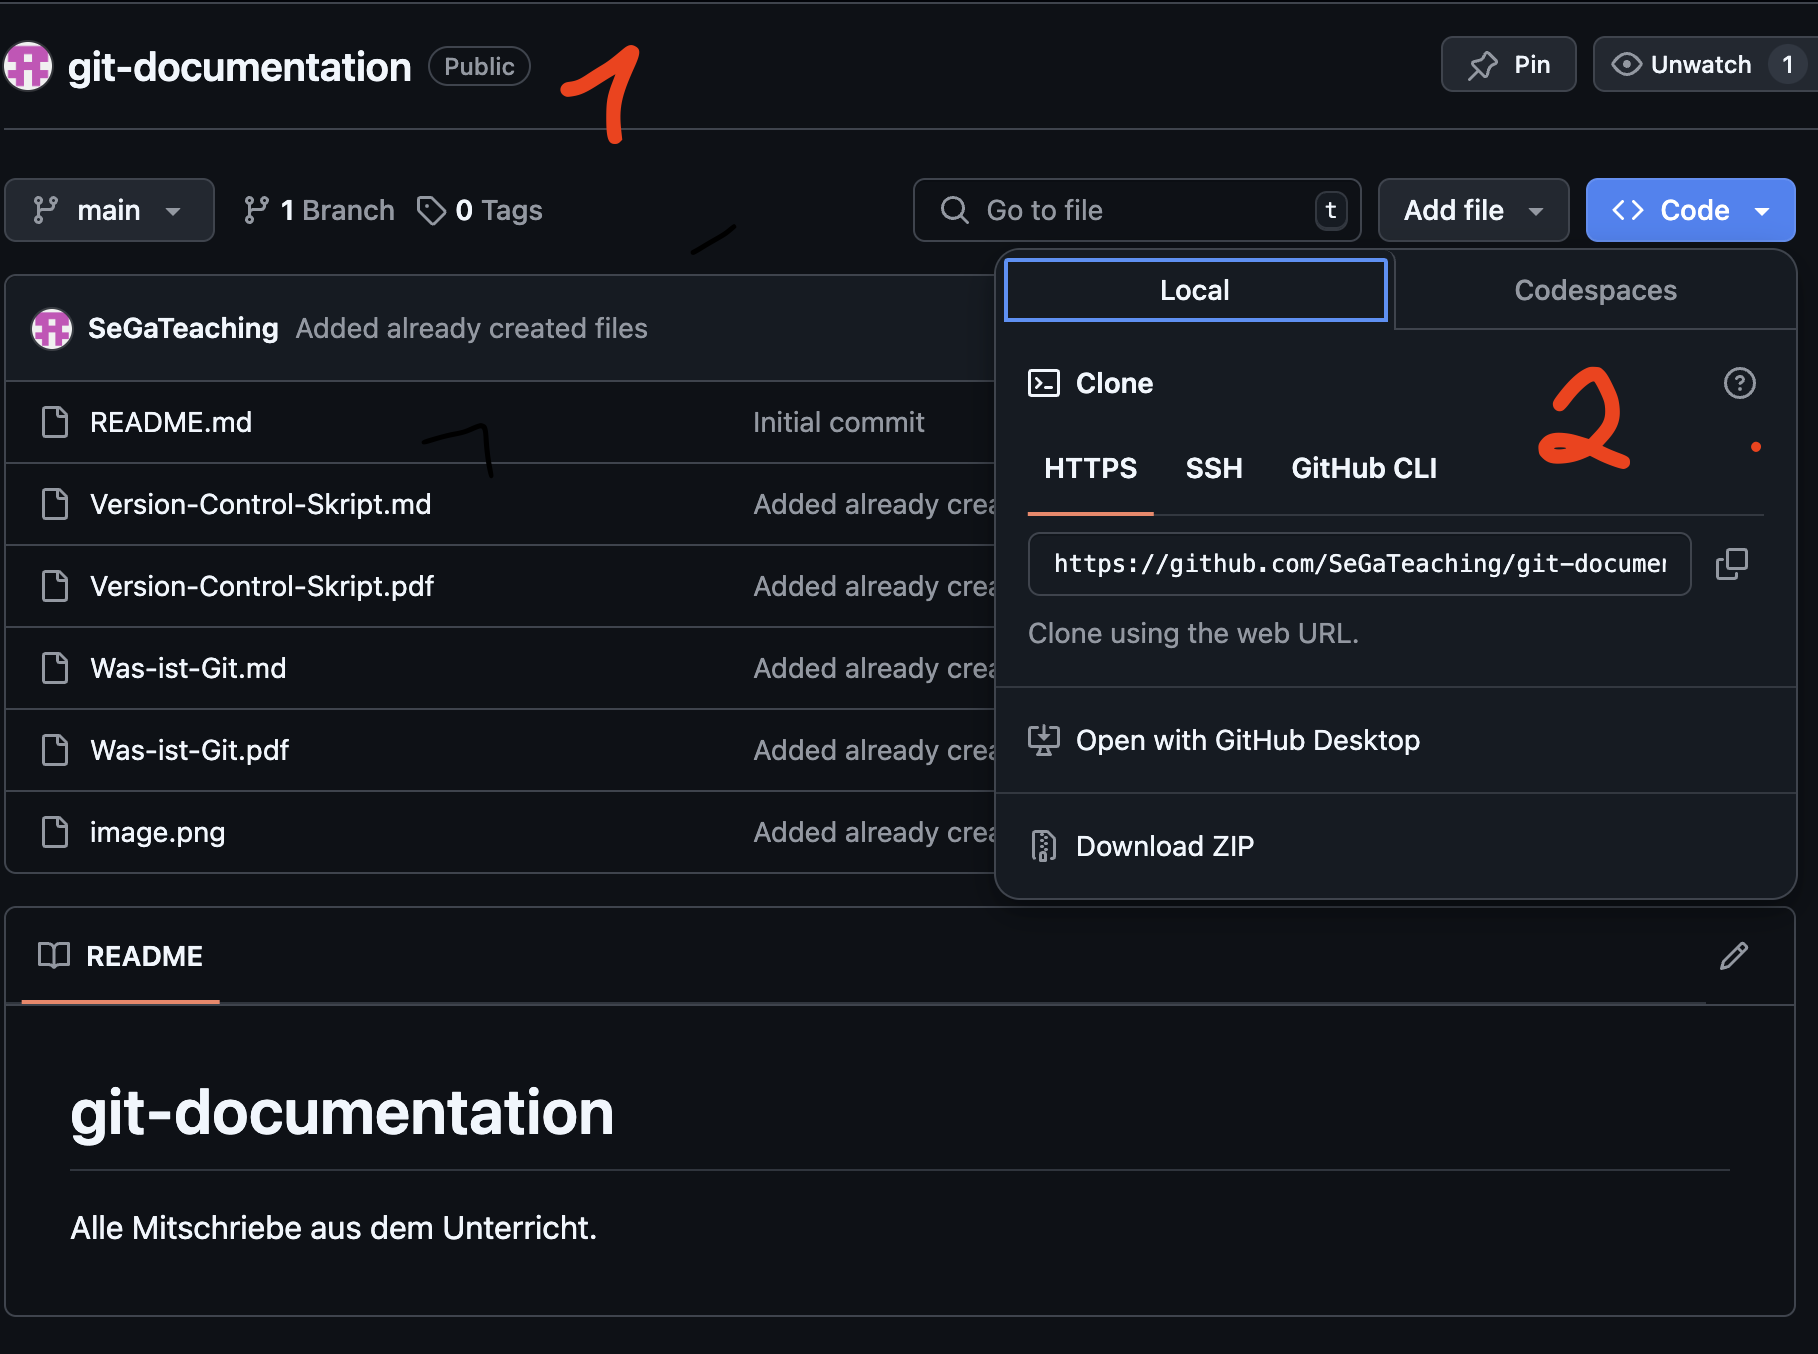 git-documentation Public 1 Pin Unwatch 1
main 1 Branch 0 Tags Go to file t Add file Code
Local Codespaces
SeGaTeaching Added already created files
Clone 2
README.md Initial commit 1
HTTPS SSH GitHub CLI
Version-Control-Skript.md Added already crea
https://github.com/SeGaTeaching/git-documen
Version-Control-Skript.pdf Added already crea
Clone using the web URL.
Was-ist-Git.md Added already crea
Was-ist-Git.pdf Added already crea
Open with GitHub Desktop
image.png Added already crea
Download ZIP
README
git-documentation
Alle Mitschriebe aus dem Unterricht.